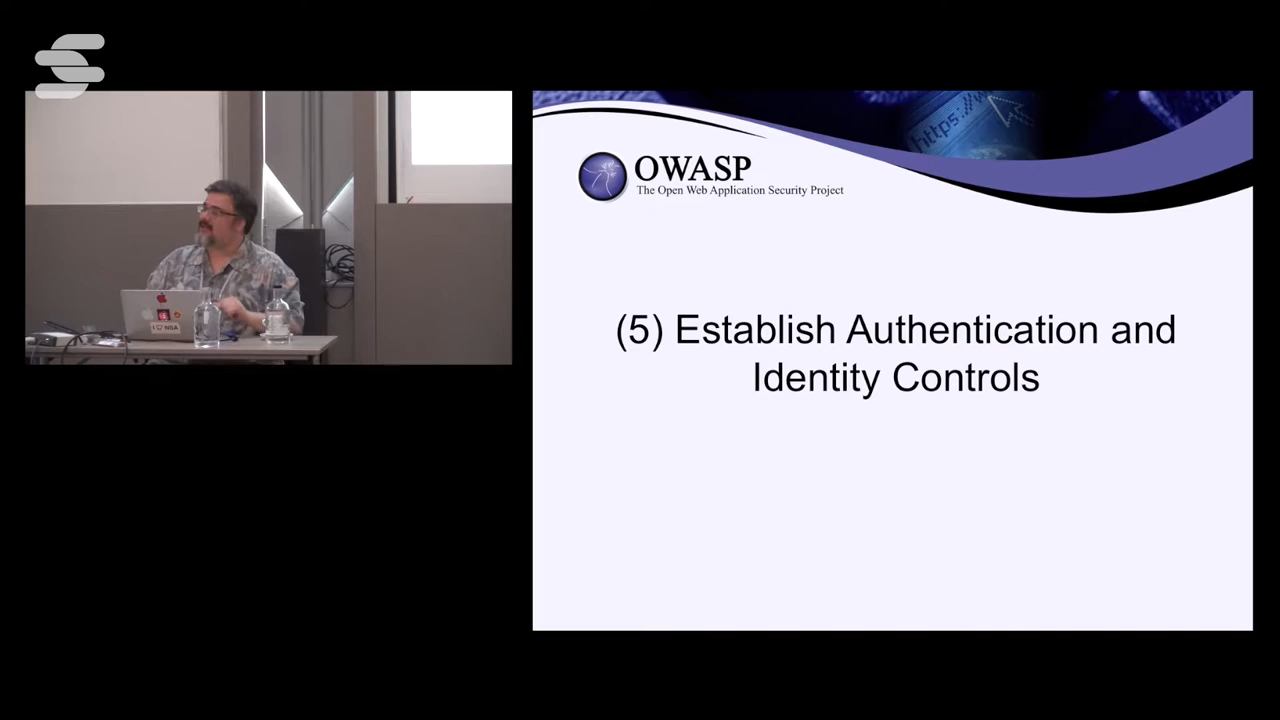 https://
OWASP
The Open Web Application Security Project
(5) Establish Authentication and
Identity Controls
I ♡ NSA